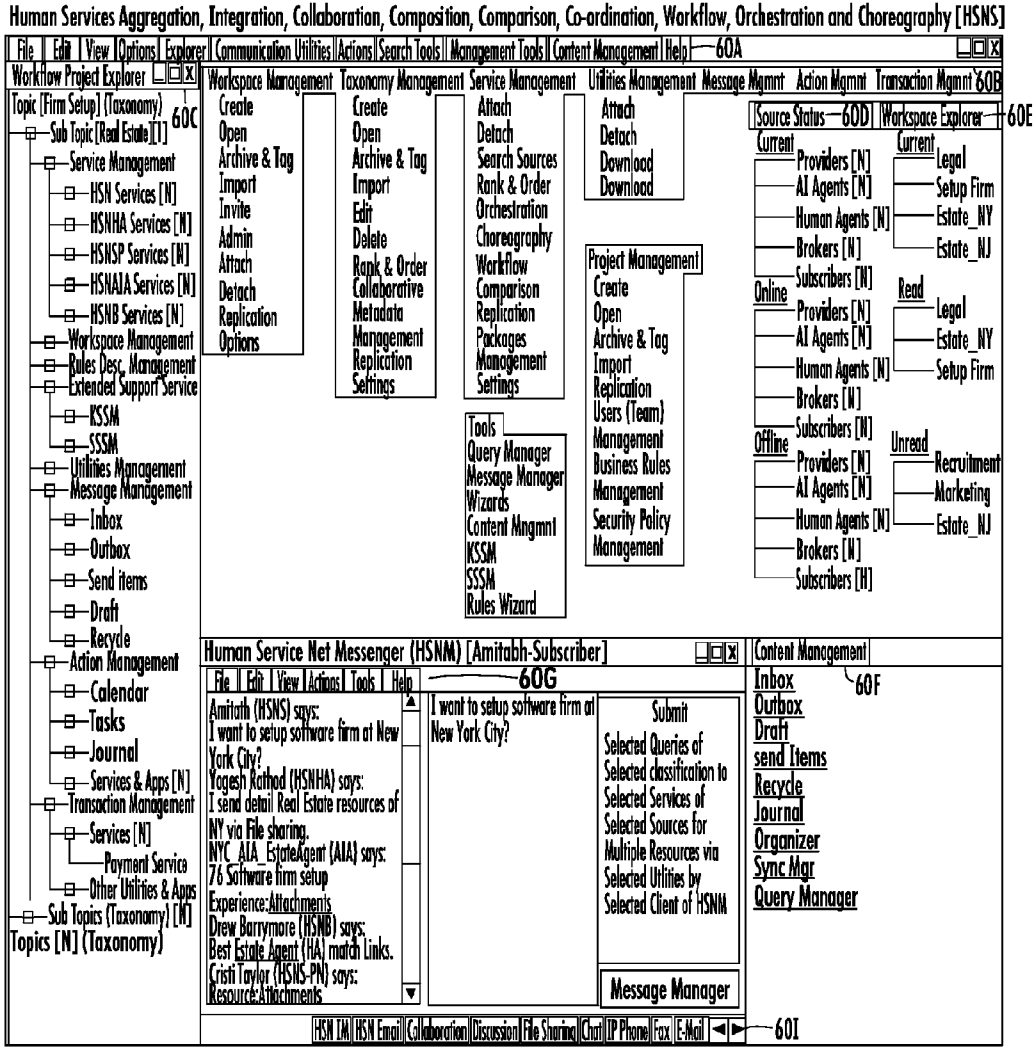 Human Services Aggregation, Integration, Collaboration, Composition, Comparison, Co-ordination, Workflow, Orchestration and Choreography [HSNS]
File Edit View Options Explorer Communication Utilities Actions Search Tools Management Tools Content Management Help 60A
Workflow Project Explorer
Topic [Firm Setup] (Taxonomy) 60C
Sub Topic [Real Estate][1]
Service Management
HSN Services [N]
HSNHA Services [N]
HSNSP Services [N]
HSNAIA Services [N]
HSNB Services [N]
Workspace Management
Rules Desc. Management
Extended Support Service
KSSM
SSSM
Utilities Management
Message Management
Inbox
Outbox
Send items
Draft
Recycle
Action Management
Calendar
Tasks
Journal
Services & Apps [N]
Transaction Management
Services [N]
Payment Service
Other Utilities & Apps
Sub Topics (Taxonomy) [N]
Topics [N] (Taxonomy)
Workspace Management Taxonomy Management Service Management Utilities Management Message Mgmnt Action Mgmnt Transaction Mgmt 60B
Create
Open
Archive & Tag
Import
Invite
Admin
Attach
Detach
Replication
Options
Create
Open
Archive & Tag
Import
Edit
Delete
Rank & Order
Collaborative
Metadata
Management
Replication
Settings
Attach
Detach
Search Sources
Rank & Order
Orchestration
Choreography
Workflow
Comparison
Replication
Packages
Management
Settings
Tools
Query Manager
Message Manager
Wizards
Content Mngmnt
KSSM
SSSM
Rules Wizard
Attach
Detach
Download
Download
Project Management
Create
Open
Archive & Tag
Import
Replication
Users (Team)
Management
Business Rules
Management
Security Policy
Management
Source Status 60D
Current
Providers [N]
AI Agents [N]
Human Agents [N]
Brokers [N]
Subscribers [N]
Online
Providers [N]
AI Agents [N]
Human Agents [N]
Brokers [N]
Subscribers [N]
Offline
Providers [N]
AI Agents [N]
Human Agents [N]
Brokers [N]
Subscribers [H]
Workspace Explorer 60E
Current
Legal
Setup Firm
Estate_NY
Estate_NJ
Read
Legal
Estate_NY
Setup Firm
Unread
Recruitment
Marketing
Estate_NJ
Human Service Net Messenger (HSNM) [Amitabh-Subscriber]
File Edit View Actions Tools Help 60G
Amitath (HSNS) says:
I want to setup software firm at New
York City?
Yogesh Rathod (HSNHA) says:
I send detail Real Estate resources of
NY via File sharing.
NYC_AIA_EstateAgent (AIA) says:
76 Software firm setup
Experience:Attachments
Drew Barrymore (HSNB) says:
Best Estate Agent (HA) match Links.
Cristi Taylor (HSNS-PN) says:
Resource:Attachments
I want to setup software firm at
New York City?
Submit
Selected Queries of
Selected classification to
Selected Services of
Selected Sources for
Multiple Resources via
Selected Utlities by
Selected Client of HSNM
Message Manager
HSN IM HSN Email Collaboration Discussion File Sharing Chat IP Phone Fax E-Mail 60I
Content Management
60F
Inbox
Outbox
Draft
send Items
Recycle
Journal
Organizer
Sync Mgr
Query Manager